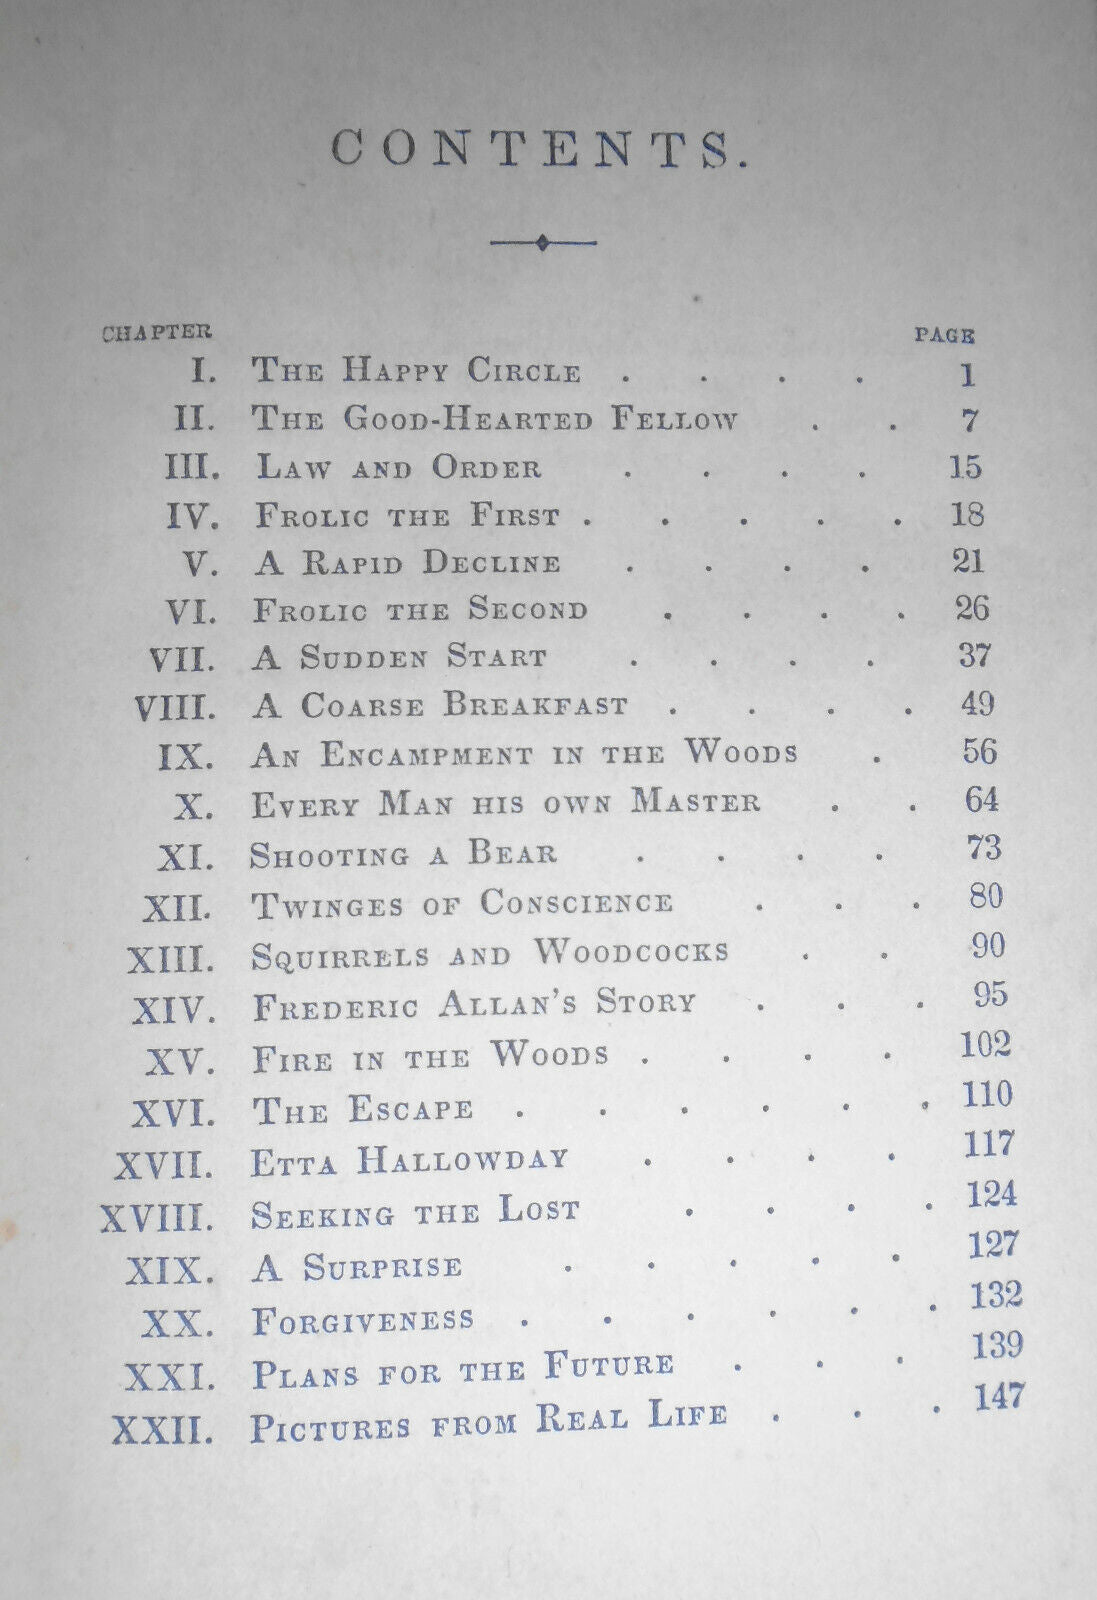 CONTENTS.
CHAPTER PAGE
I. THE HAPPY CIRCLE . . . . 1
II. THE GOOD-HEARTED FELLOW . . 7
III. LAW AND ORDER . . . . 15
IV. FROLIC THE FIRST . . . . . 18
V. A RAPID DECLINE . . . . 21
VI. FROLIC THE SECOND . . . . 26
VII. A SUDDEN START . . . . 37
VIII. A COARSE BREAKFAST . . . . 49
IX. AN ENCAMPMENT IN THE WOODS . 56
X. EVERY MAN HIS OWN MASTER . . 64
XI. SHOOTING A BEAR . . . . 73
XII. TWINGES OF CONSCIENCE . . . 80
XIII. SQUIRRELS AND WOODCOCKS . . 90
XIV. FREDERIC ALLAN'S STORY . . . 95
XV. FIRE IN THE WOODS . . . . 102
XVI. THE ESCAPE . . . . . . 110
XVII. ETTA HALLOWDAY . . . . 117
XVIII. SEEKING THE LOST . . . . 124
XIX. A SURPRISE . . . . . 127
XX. FORGIVENESS . . . . . . 132
XXI. PLANS FOR THE FUTURE . . . 139
XXII. PICTURES FROM REAL LIFE . . . 147